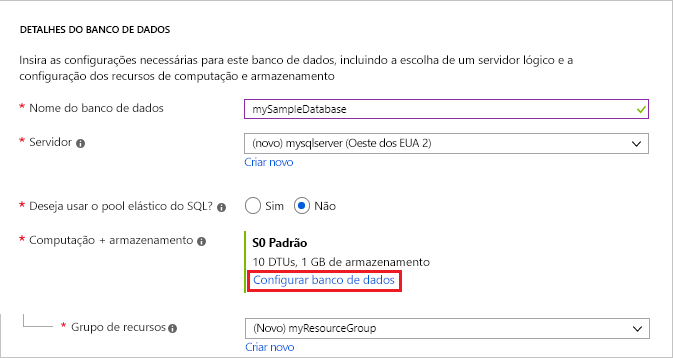 DETALHES DO BANCO DE DADOS
Insira as configurações necessárias para este banco de dados, incluindo a escolha de um servidor lógico e a
configuração dos recursos de computação e armazenamento
* Nome do banco de dados
mySampleDatabase
* Servidor
(novo) mysqlserver (Oeste dos EUA 2)
Criar novo
* Deseja usar o pool elástico do SQL?
Sim
Não
* Computação + armazenamento
S0 Padrão
10 DTUs, 1 GB de armazenamento
Configurar banco de dados
* Grupo de recursos
(Novo) myResourceGroup
Criar novo